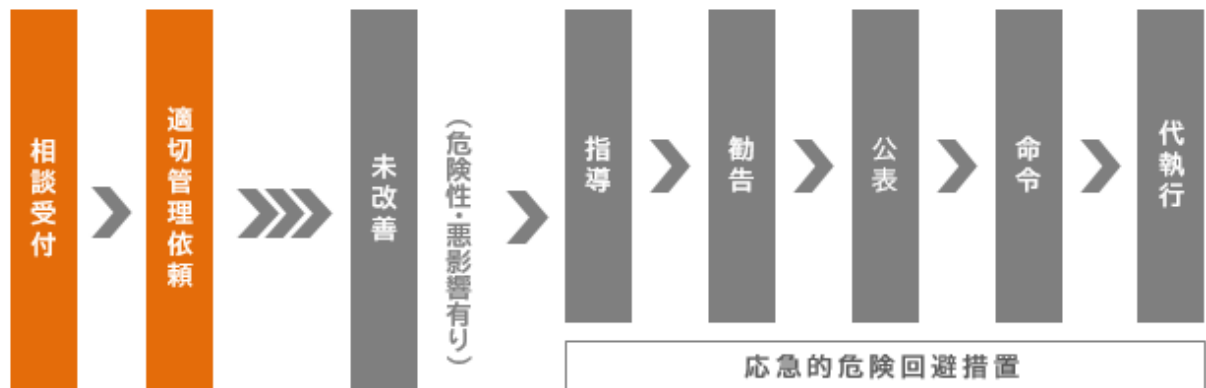 相談受付
適切管理依頼
未改善
（危険性・悪影響有り）
指導
勧告
公表
命令
代執行
応急的危険回避措置